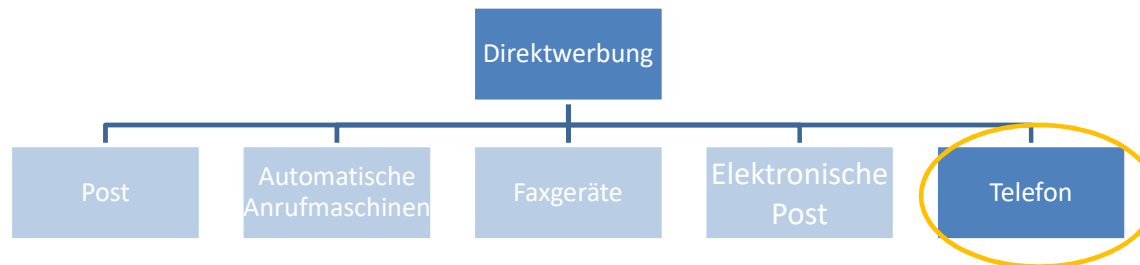 Direktwerbung
Post
Automatische
Anrufmaschinen
Faxgeräte
Elektronische
Post
Telefon